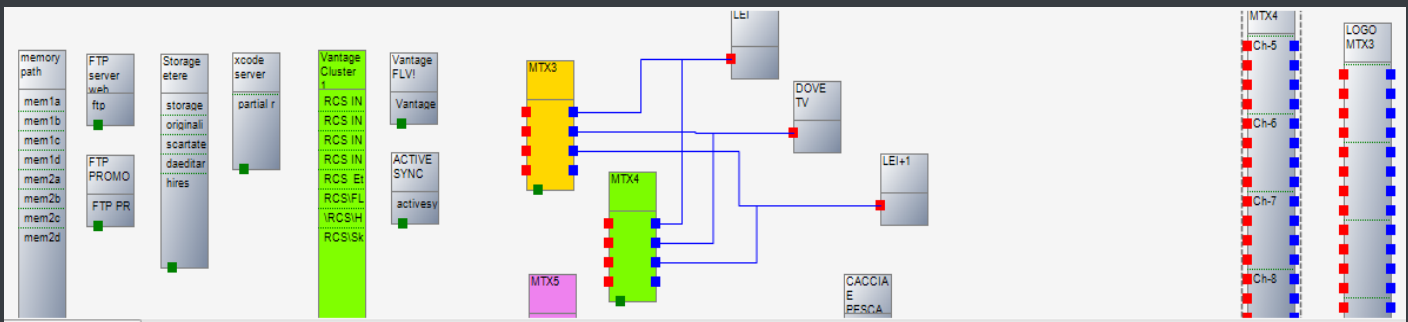 memory
path
mem1a
mem1b
mem1c
mem1d
mem2a
mem2b
mem2c
mem2d
FTP
server
web
ftp
FTP
PROMO
FTP PR
Storage
etere
storage
originali
scartate
daeditar
hires
xcode
server
partial r
Vantage
Cluster
1
RCS IN
RCS IN
RCS IN
RCS IN
RCS Et
RCS\FL
\RCS\H
RCS\Sk
Vantage
FLV!
Vantage
ACTIVE
SYNC
activesy
MTX3
MTX4
MTX5
LEI
DOVE
TV
LEI+1
CACCIA
E
PESCA
MTX4
Ch-5
Ch-6
Ch-7
Ch-8
LOGO
MTX3